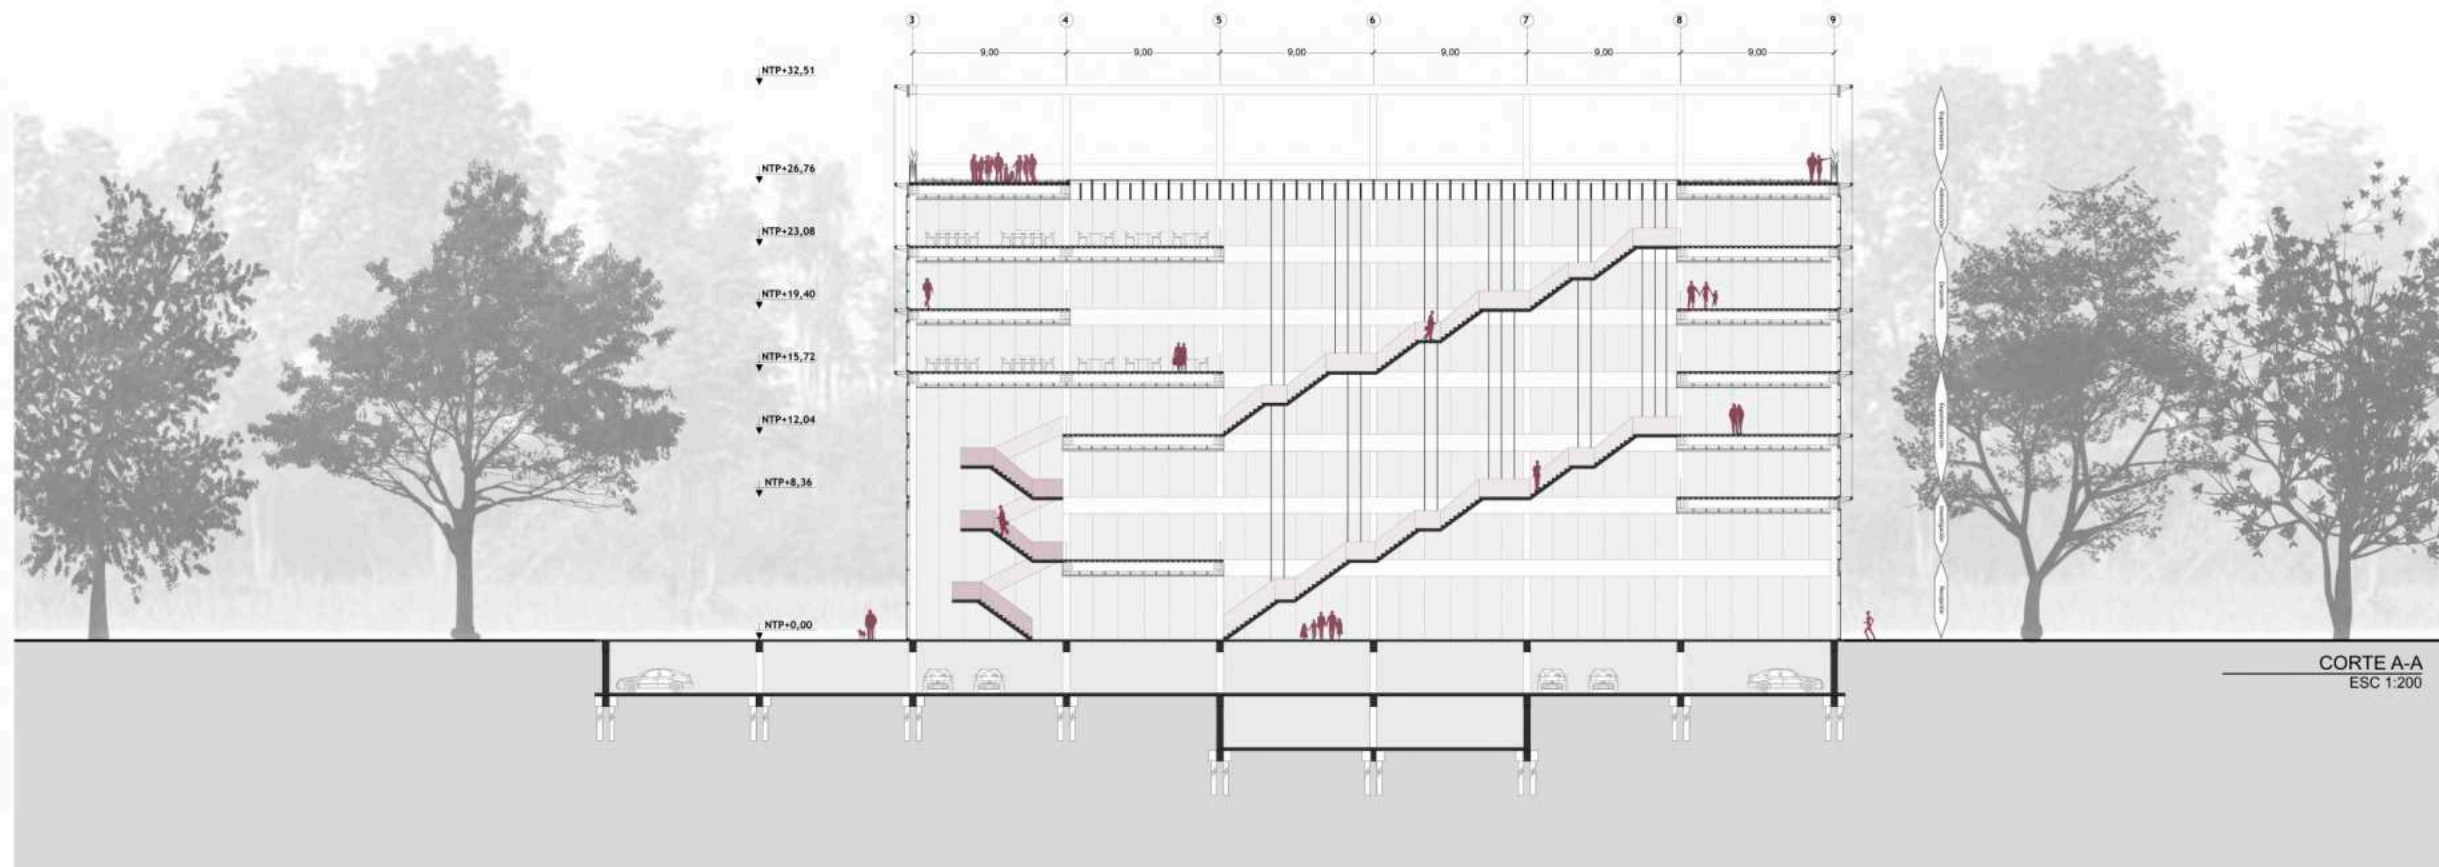 3 4 5 6 7 8 9
9,00 9,00 9,00 9,00 9,00 9,00
NTP+32,51
NTP+26,76
NTP+23,08
NTP+19,40
NTP+15,72
NTP+12,04
NTP+8,36
NTP+0,00
CORTE A-A
ESC 1:200